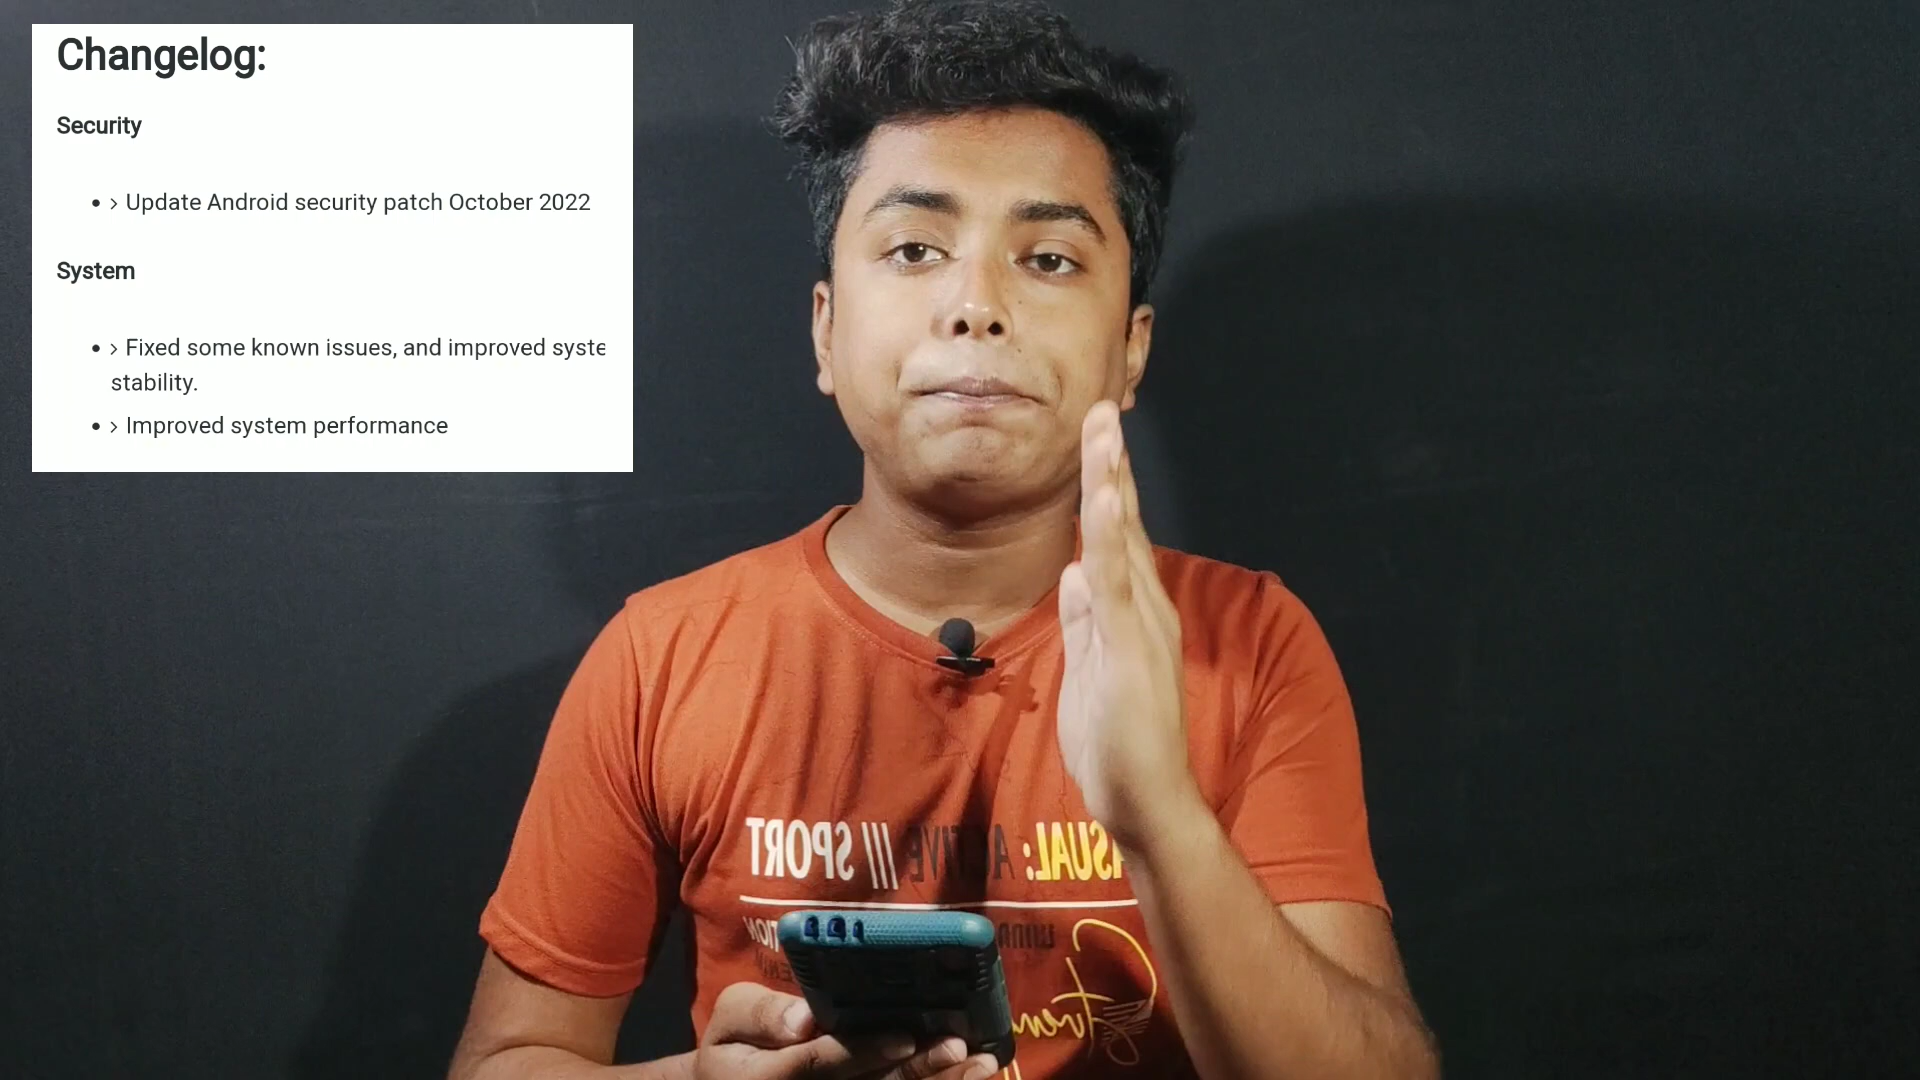 Changelog:
Security
• > Update Android security patch October 2022
System
• > Fixed some known issues, and improved syste
stability.
• > Improved system performance
ASUAL: ACTIVE /// SPORT